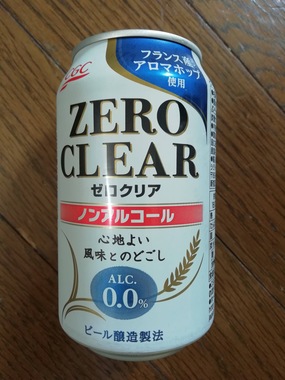 CGC
フランス産
アロマホップ
使用
ZERO
CLEAR
ゼロクリア
ノンアルコール
心地よい
風味とのどごし
ALC.
0.0%
ビール醸造製法